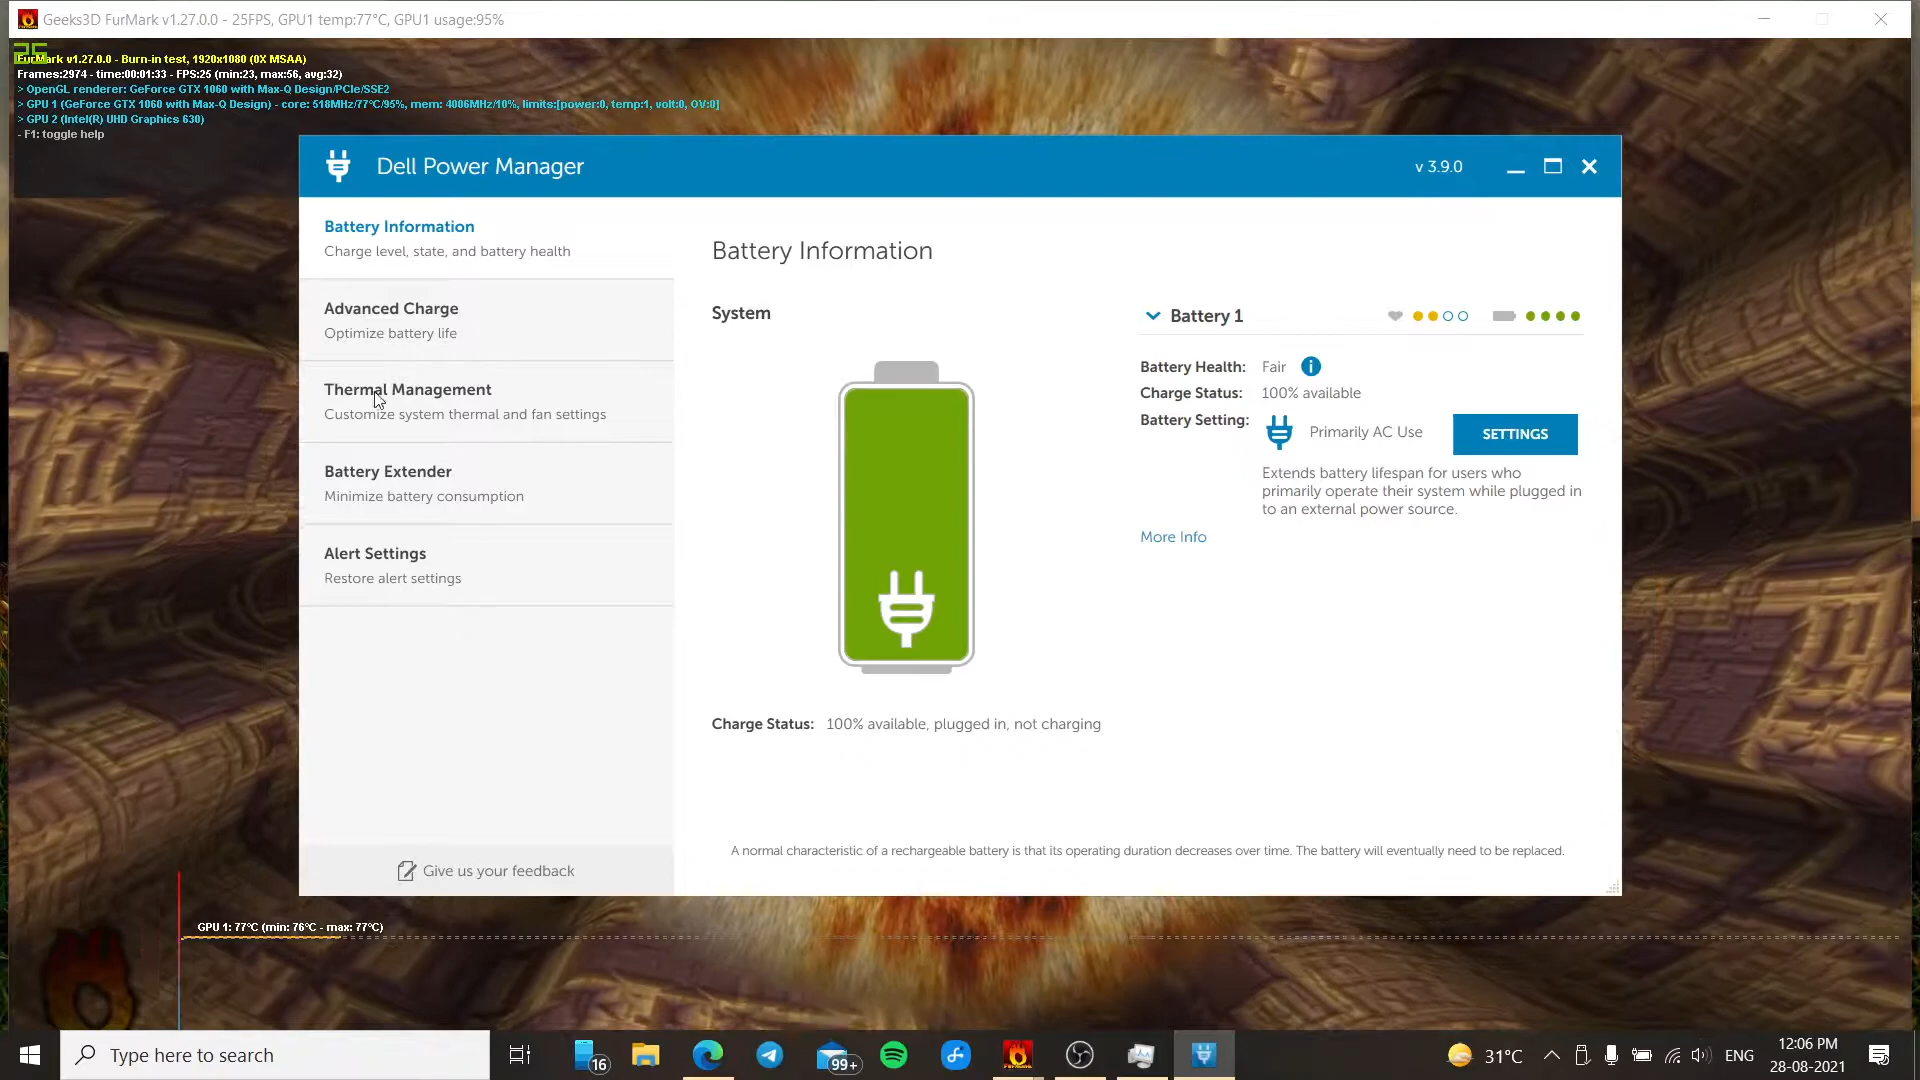 Geeks3D FurMark v1.27.0.0 - 25FPS, GPU1 temp:77°C, GPU1 usage:95%
25
FurMark v1.27.0.0 - Burn-in test, 1920x1080 (0X MSAA)
Frames:2974 - time:00:01:33 - FPS:25 (min:23, max:56, avg:32)
> OpenGL renderer: GeForce GTX 1060 with Max-Q Design/PCIe/SSE2
> GPU 1 (GeForce GTX 1060 with Max-Q Design) - core: 518MHz/77°C/95%, mem: 4006MHz/10%, limits:[power:0, temp:1, volt:0, OV:0]
> GPU 2 (Intel(R) UHD Graphics 630)
- F1: toggle help
Dell Power Manager
v 3.9.0
Battery Information
Charge level, state, and battery health
Advanced Charge
Optimize battery life
Thermal Management
Customize system thermal and fan settings
Battery Extender
Minimize battery consumption
Alert Settings
Restore alert settings
Give us your feedback
Battery Information
System
Charge Status: 100% available, plugged in, not charging
Battery 1
Battery Health: Fair
Charge Status: 100% available
Battery Setting: Primarily AC Use
SETTINGS
Extends battery lifespan for users who
primarily operate their system while plugged in
to an external power source.
More Info
A normal characteristic of a rechargeable battery is that its operating duration decreases over time. The battery will eventually need to be replaced.
GPU 1: 77°C (min: 76°C - max: 77°C)
Type here to search
16
99+
31°C
ENG
12:06 PM
28-08-2021